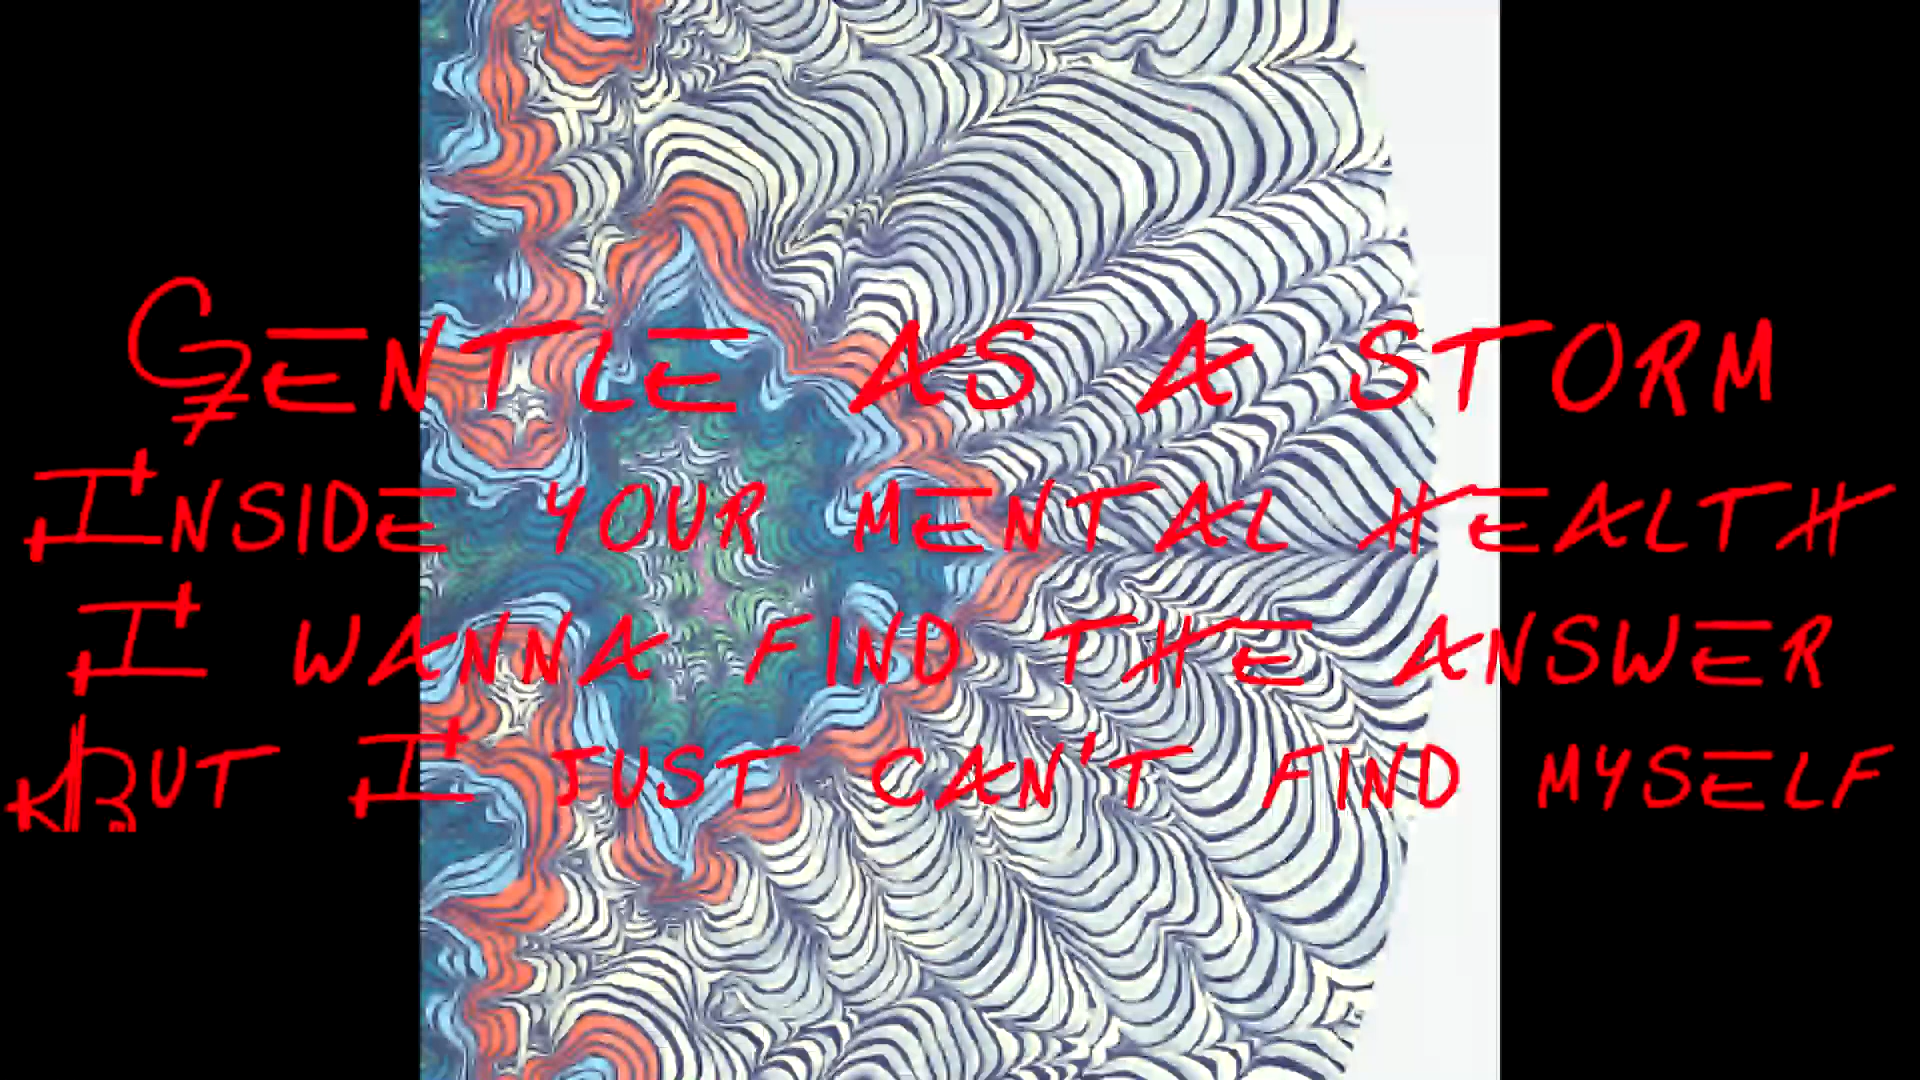 Gentle as a storm
Inside your mental health
I wanna find the answer
But I just can't find myself